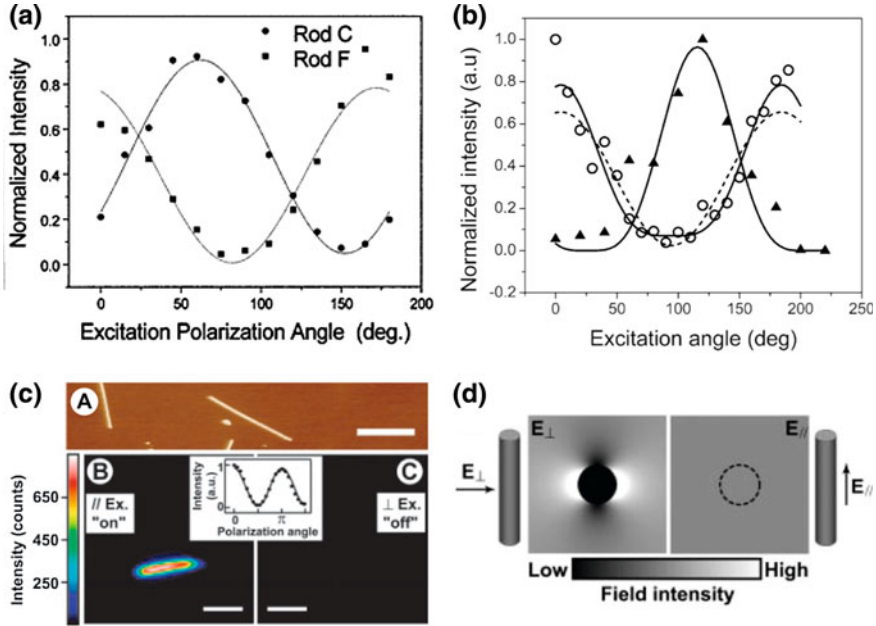 (a)
Rod C
Rod F
Normalized Intensity
1.0
0.8
0.6
0.4
0.2
0.0
0 50 100 150 200
Excitation Polarization Angle (deg.)
(b)
Normalized intensity (a.u)
1.0
0.8
0.6
0.4
0.2
0.0
-0.2
0 50 100 150 200 250
Excitation angle (deg)
(c)
A
Intensity (counts)
850
650
450
250
B
// Ex.
"on"
Intensity
(a.u.)
1
0
0 π
Polarization angle
C
⊥ Ex.
"off"
(d)
E⊥
E⊥
E//
E//
Low High
Field intensity